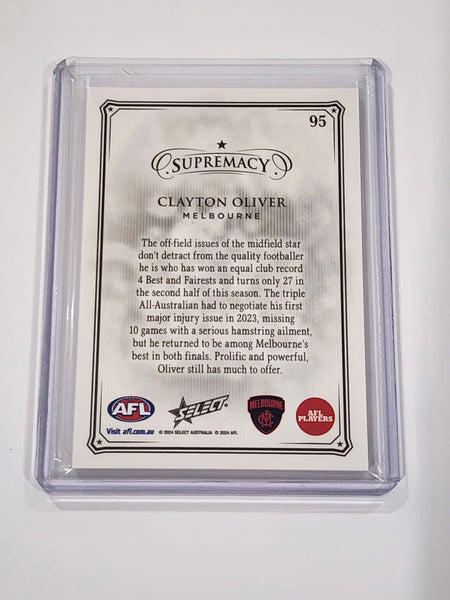 95
SUPREMACY
CLAYTON OLIVER
MELBOURNE
The off-field issues of the midfield star
don't detract from the quality footballer
he is who has won an equal club record
4 Best and Fairests and turns only 27 in
the second half of this season. The triple
All-Australian had to negotiate his first
major injury issue in 2023, missing
10 games with a serious hamstring ailment,
but he returned to be among Melbourne's
best in both finals. Prolific and powerful,
Oliver still has much to offer.
AFL
Visit afl.com.au
SELECT
© 2024 SELECT AUSTRALIA © 2024 AFL
MELBOURNE
AFL
PLAYERS